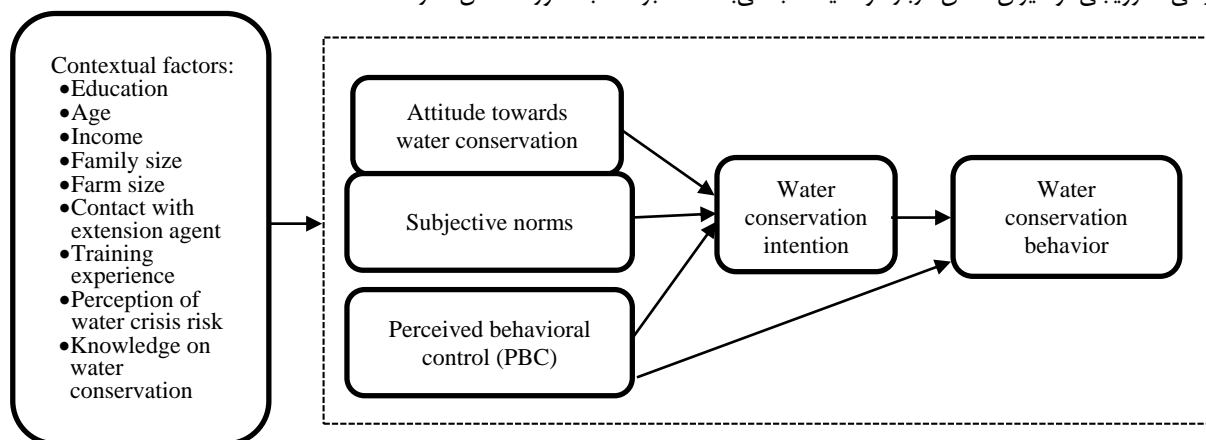 Contextual factors:
•Education
•Age
•Income
•Family size
•Farm size
•Contact with
extension agent
•Training
experience
•Perception of
water crisis risk
•Knowledge on
water
conservation
Attitude towards
water conservation
Subjective norms
Perceived behavioral
control (PBC)
Water
conservation
intention
Water
conservation
behavior